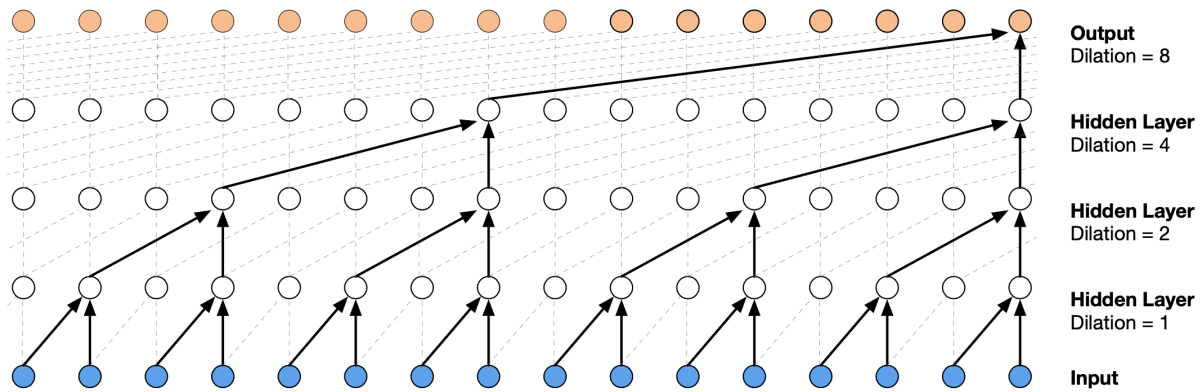 Output
Dilation = 8
Hidden Layer
Dilation = 4
Hidden Layer
Dilation = 2
Hidden Layer
Dilation = 1
Input